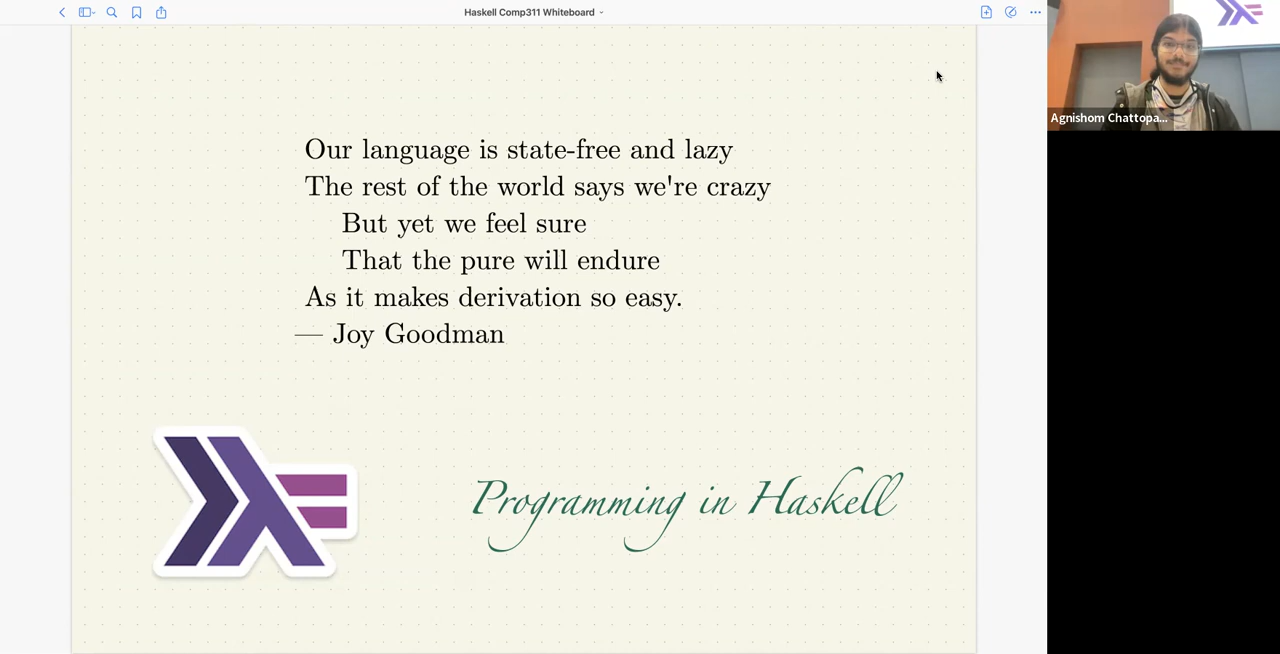 Haskell Comp311 Whiteboard
Our language is state-free and lazy
The rest of the world says we're crazy
But yet we feel sure
That the pure will endure
As it makes derivation so easy.
— Joy Goodman
Programming in Haskell
Agnishom Chattopa...